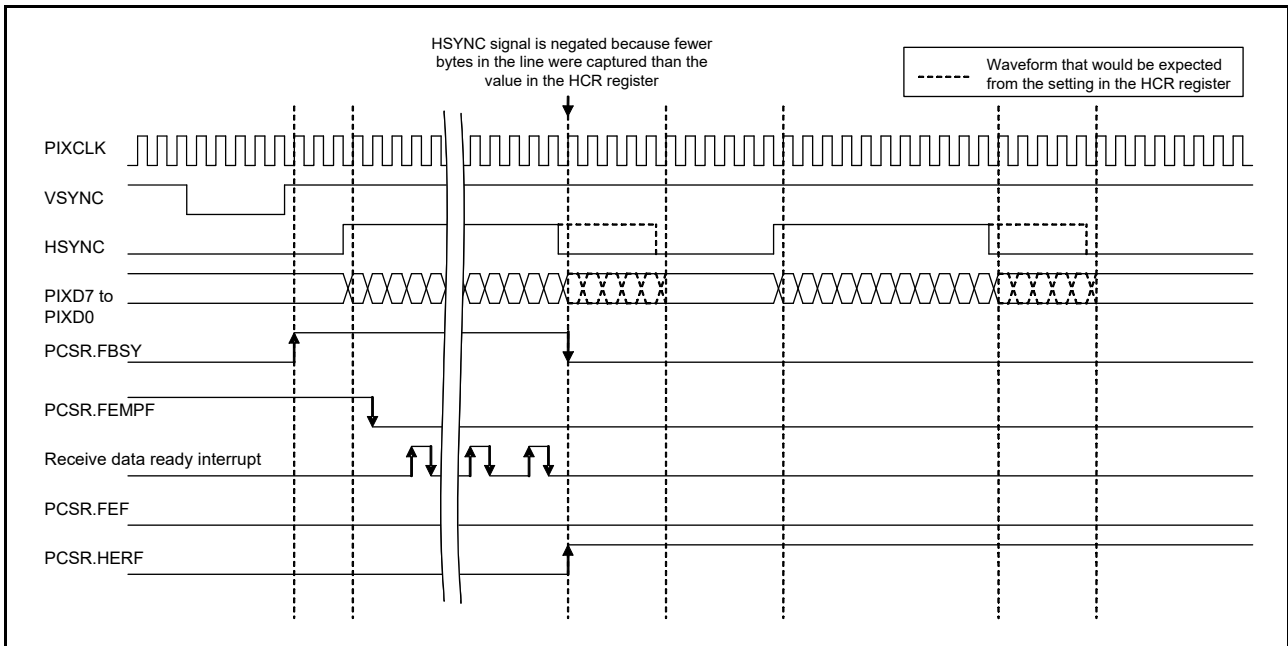 HSYNC signal is negated because fewer
bytes in the line were captured than the
value in the HCR register
Waveform that would be expected
from the setting in the HCR register
PIXCLK
VSYNC
HSYNC
PIXD7 to
PIXD0
PCSR.FBSY
PCSR.FEMPF
Receive data ready interrupt
PCSR.FEF
PCSR.HERF